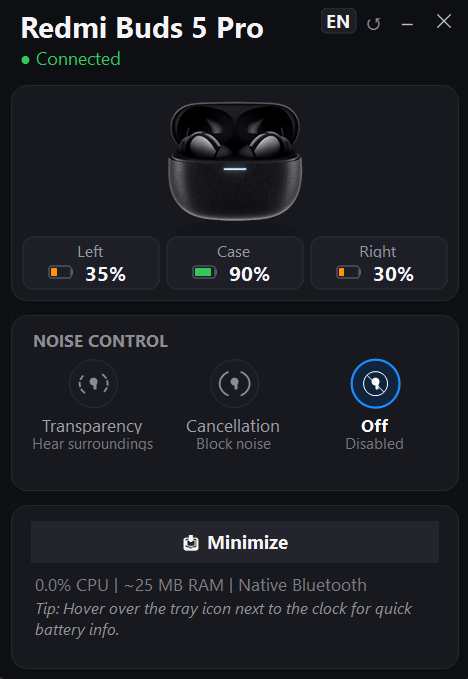 Redmi Buds 5 Pro
EN
● Connected
Left
35%
Case
90%
Right
30%
NOISE CONTROL
Transparency
Hear surroundings
Cancellation
Block noise
Off
Disabled
Minimize
0.0% CPU | ~25 MB RAM | Native Bluetooth
Tip: Hover over the tray icon next to the clock for quick
battery info.